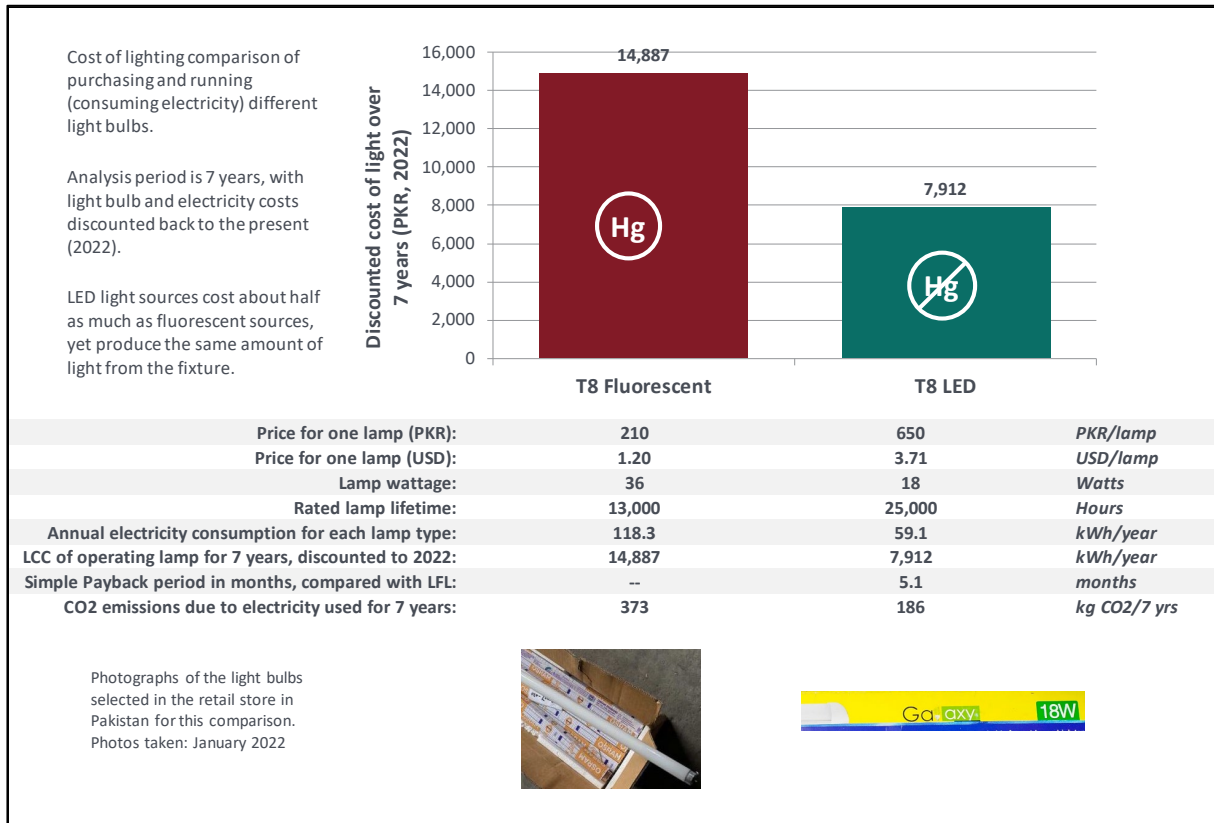 Cost of lighting comparison of
purchasing and running
(consuming electricity) different
light bulbs.
Analysis period is 7 years, with
light bulb and electricity costs
discounted back to the present
(2022).
LED light sources cost about half
as much as fluorescent sources,
yet produce the same amount of
light from the fixture.
Discounted cost of light over
7 years (PKR, 2022)
16,000
14,000
12,000
10,000
8,000
6,000
4,000
2,000
0
14,887
7,912
Hg
Hg
T8 Fluorescent T8 LED
Price for one lamp (PKR): 210 650 PKR/lamp
Price for one lamp (USD): 1.20 3.71 USD/lamp
Lamp wattage: 36 18 Watts
Rated lamp lifetime: 13,000 25,000 Hours
Annual electricity consumption for each lamp type: 118.3 59.1 kWh/year
LCC of operating lamp for 7 years, discounted to 2022: 14,887 7,912 kWh/year
Simple Payback period in months, compared with LFL: -- 5.1 months
CO2 emissions due to electricity used for 7 years: 373 186 kg CO2/7 yrs
Photographs of the light bulbs
selected in the retail store in
Pakistan for this comparison.
Photos taken: January 2022
OSRAM
OSRAM
Galaxy 18W